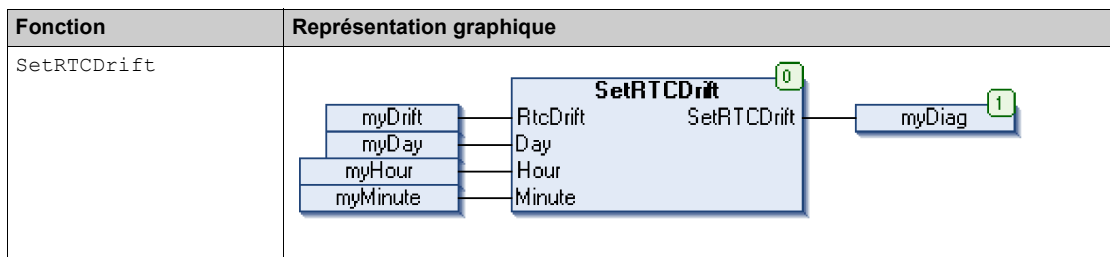 Fonction Représentation graphique
SetRTCDrift
0
SetRTCDrift
myDrift RtcDrift SetRTCDrift myDiag 1
myDay Day
myHour Hour
myMinute Minute